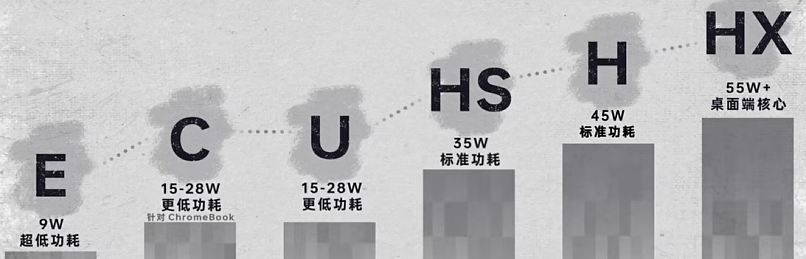 E
9W
超低功耗
C
15-28W
更低功耗
针对 ChromeBook
U
15-28W
更低功耗
HS
35W
标准功耗
H
45W
标准功耗
HX
55W+
桌面端核心